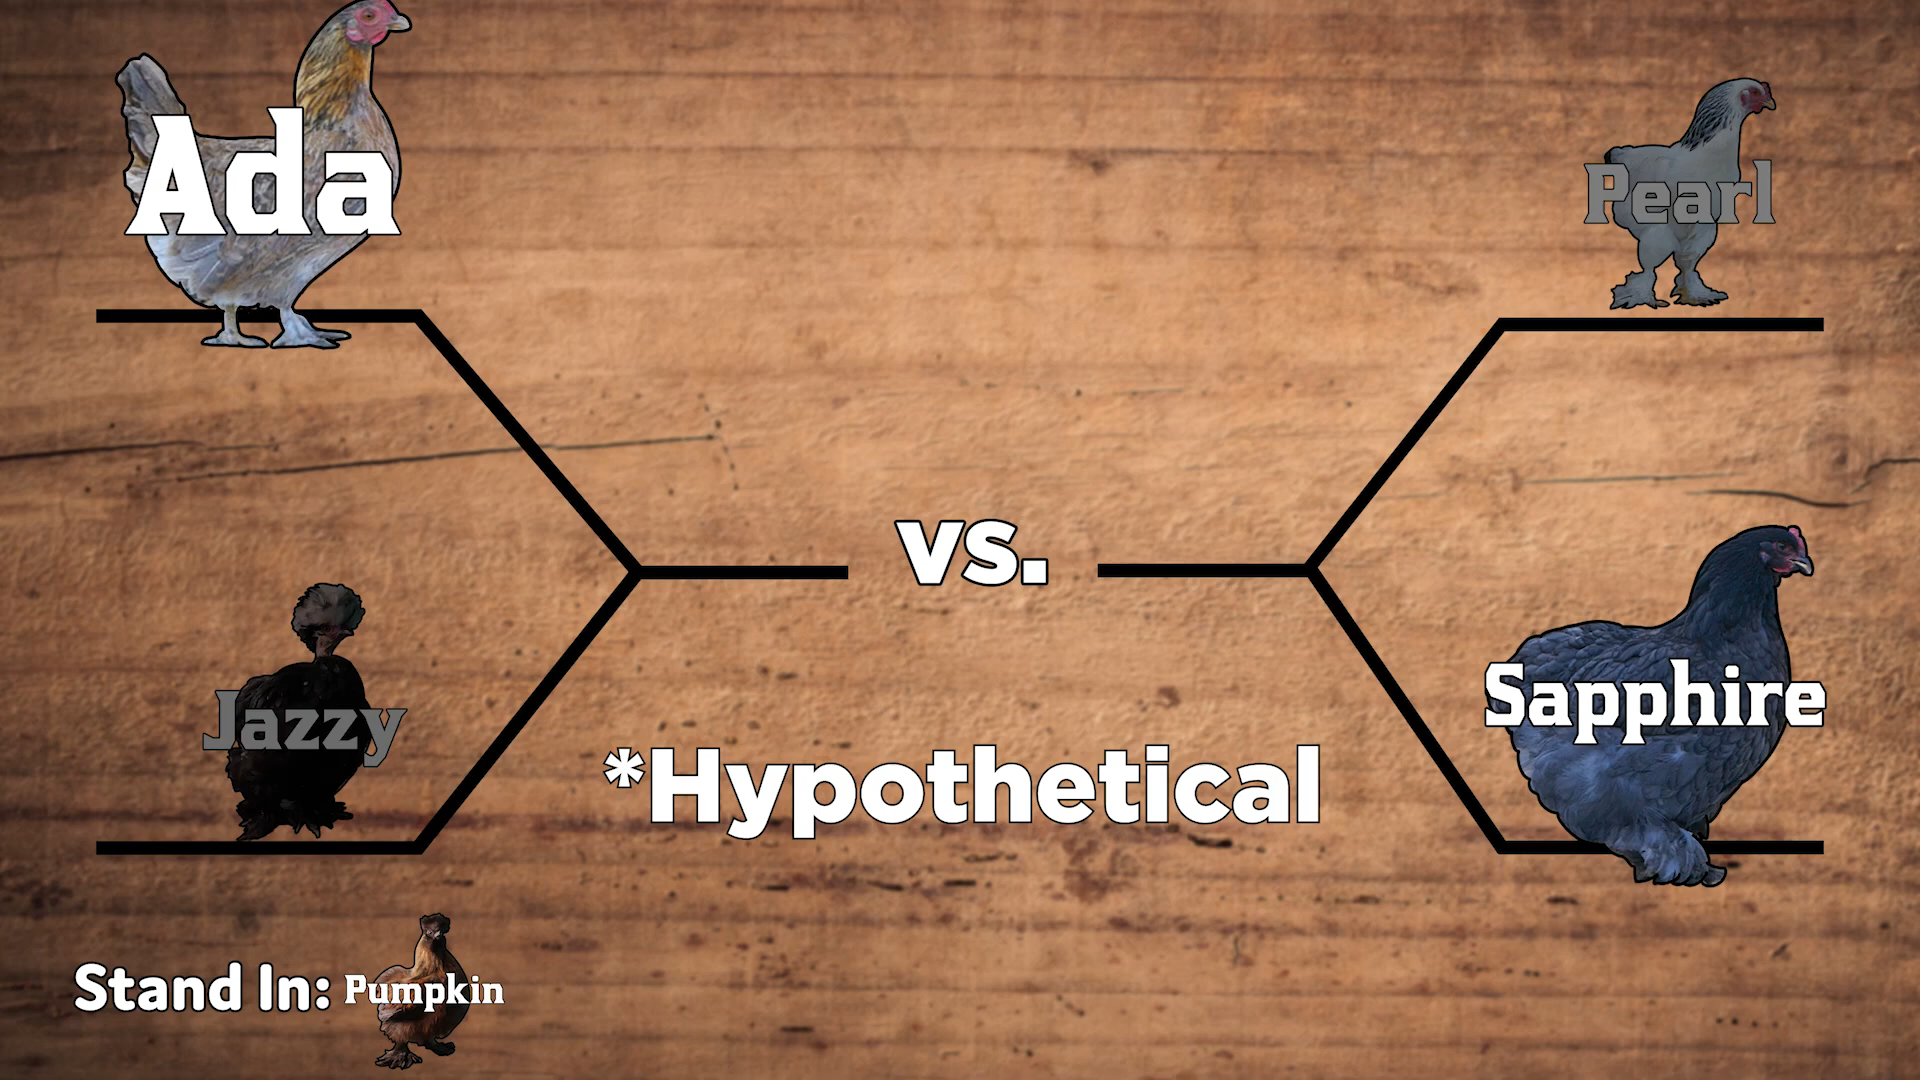 Ada
Pearl
vs.
Sapphire
Jazzy
*Hypothetical
Stand In: Pumpkin